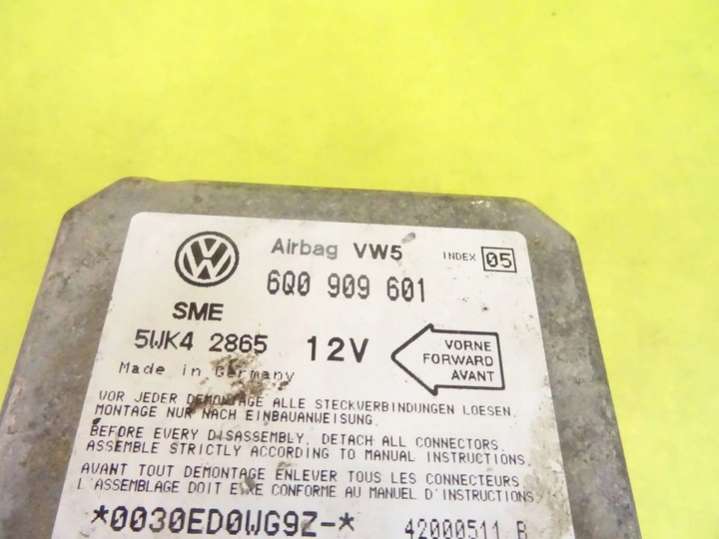 Airbag VW5 INDEX 05
6Q0 909 601
SME
5WK4 2865 12V
VORNE
FORWARD
AVANT
Made in Germany
VOR JEDER DEMONTAGE ALLE STECKVERBINDUNGEN LOESEN.
MONTAGE NUR NACH EINBAUANWEISUNG.
BEFORE EVERY DISASSEMBLY, DETACH ALL CONNECTORS
ASSEMBLE STRICTLY ACCORDING TO MANUAL INSTRUCTIONS.
AVANT TOUT DEMONTAGE ENLEVER TOUS LES CONNECTEURS
L'ASSEMBLAGE DOIT ETRE CONFORME AU MANUEL D'INSTRUCTIONS
*0030ED0WG9Z-* 42000511 B